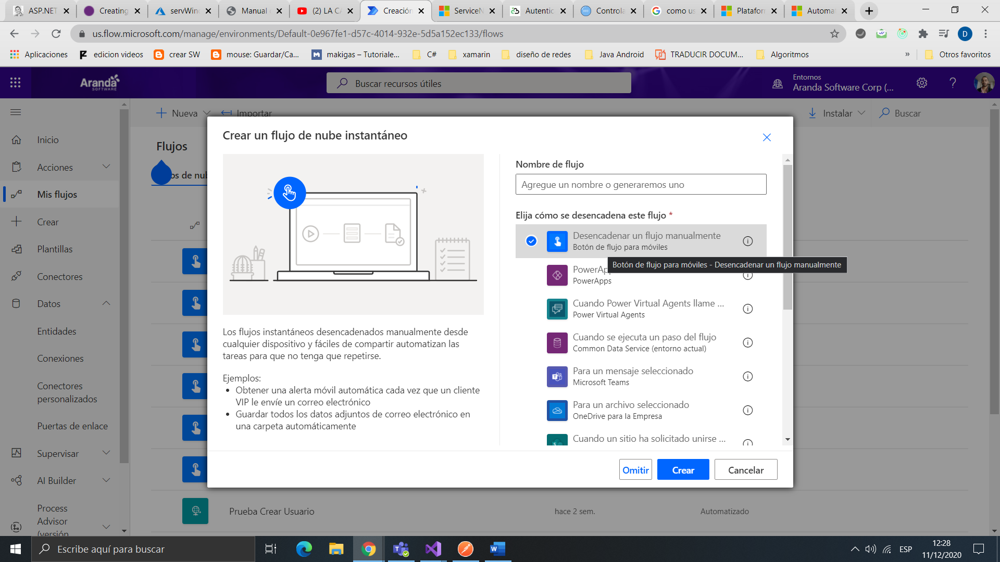 ASP.NET
Creating
servWin
Manual
(2) LA C
Creación
ServiceN
Autentic
Controla
como us
Platafor
Automa
us.flow.microsoft.com/manage/environments/Default-0e967fe1-d57c-4014-932e-5d5a152ec133/flows
D
Aplicaciones
edicion videos
crear SW
mouse: Guardar/Ca...
makigas – Tutoriale...
C#
xamarin
diseño de redes
Java Android
TRADUCIR DOCUM...
Algoritmos
»
Otros favoritos
Aranda
SOFTWARE
Buscar recursos útiles
Entornos
Aranda Software Corp (...
Nueva
Importar
Instalar
Buscar
Inicio
Acciones
Mis flujos
Crear
Plantillas
Conectores
Datos
Entidades
Conexiones
Conectores
personalizados
Puertas de enlace
Supervisar
AI Builder
Process
Advisor
(versión
Flujos
os de nub
Crear un flujo de nube instantáneo
Los flujos instantáneos desencadenados manualmente desde
cualquier dispositivo y fáciles de compartir automatizan las
tareas para que no tenga que repetirse.
Ejemplos:
• Obtener una alerta móvil automática cada vez que un cliente
VIP le envíe un correo electrónico
• Guardar todos los datos adjuntos de correo electrónico en
una carpeta automáticamente
Nombre de flujo
Agregue un nombre o generaremos uno
Elija cómo se desencadena este flujo *
Desencadenar un flujo manualmente
Botón de flujo para móviles
Botón de flujo para móviles - Desencadenar un flujo manualmente
PowerAp
PowerApps
Cuando Power Virtual Agents llame ...
Power Virtual Agents
Cuando se ejecuta un paso del flujo
Common Data Service (entorno actual)
Para un mensaje seleccionado
Microsoft Teams
Para un archivo seleccionado
OneDrive para la Empresa
Cuando un sitio ha solicitado unirse ...
Omitir
Crear
Cancelar
Prueba Crear Usuario
hace 2 sem.
Automatizado
Escribe aquí para buscar
ESP
12:28
11/12/2020